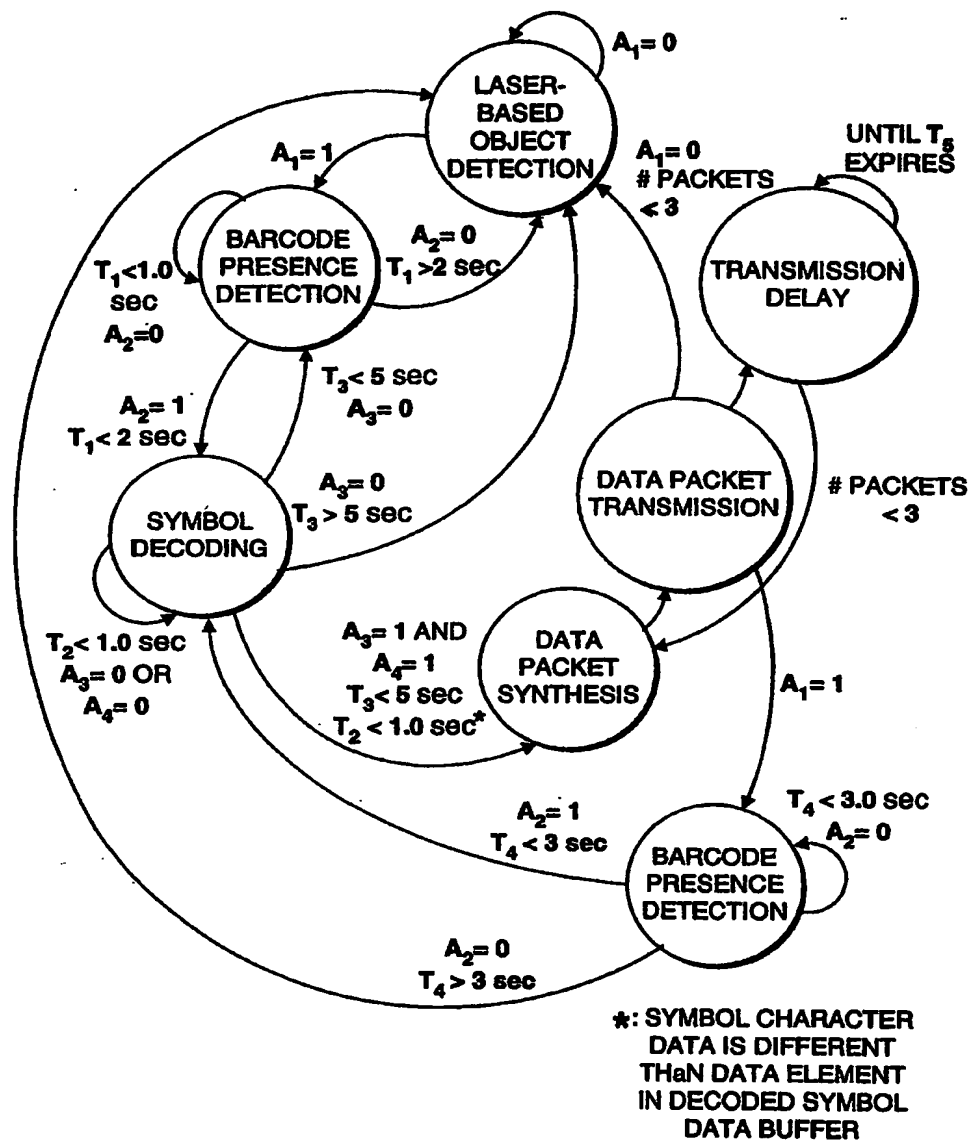 A₁= 0
LASER-
BASED
OBJECT
DETECTION
UNTIL T₅
EXPIRES
A₁= 1
A₁= 0
# PACKETS
< 3
BARCODE
PRESENCE
DETECTION
A₂= 0
T₁ >2 sec
TRANSMISSION
DELAY
T₁<1.0
sec
A₂=0
T₃< 5 sec
A₃= 0
A₂= 1
T₁< 2 sec
A₃= 0
T₃ > 5 sec
DATA PACKET
TRANSMISSION
# PACKETS
< 3
SYMBOL
DECODING
T₂< 1.0 sec
A₃= 0 OR
A₄= 0
A₃= 1 AND
A₄= 1
T₃< 5 sec
T₂ < 1.0 sec*
DATA
PACKET
SYNTHESIS
A₁= 1
A₂= 1
T₄< 3 sec
T₄ < 3.0 sec
A₂= 0
BARCODE
PRESENCE
DETECTION
A₂= 0
T₄ > 3 sec
*: SYMBOL CHARACTER
DATA IS DIFFERENT
THaN DATA ELEMENT
IN DECODED SYMBOL
DATA BUFFER